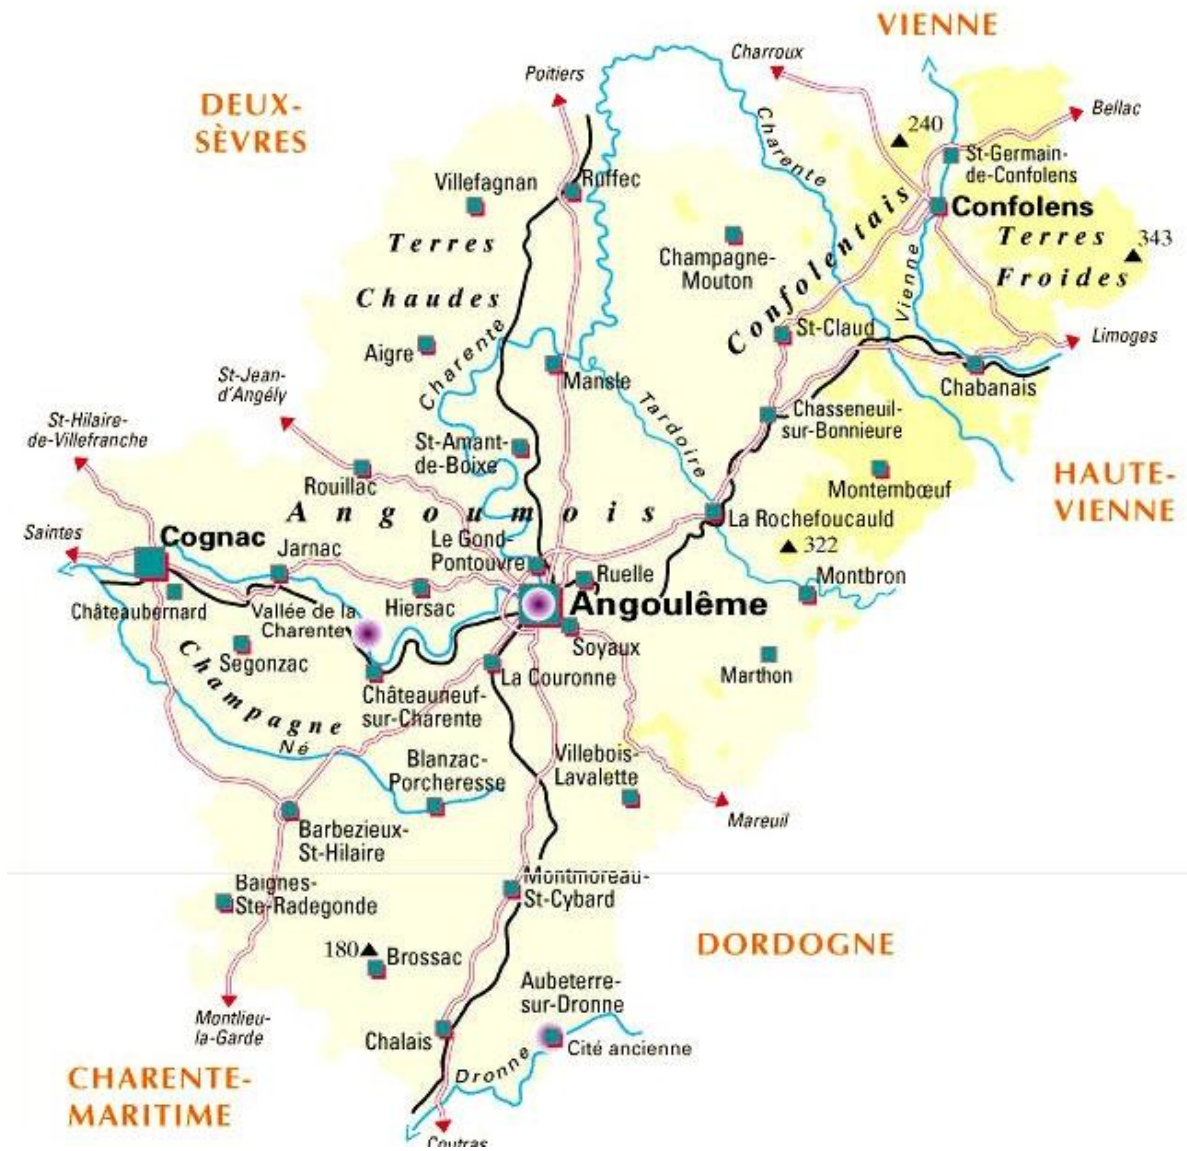 VIENNE
Charroux
Poitiers
DEUX-
SÈVRES
Bellac
240
Charente
St-Germain-
de-Confolens
Villefagnan
Ruffec
Confolens
Terres
Froides
343
Terres
Chaudes
Champagne-
Mouton
Confolentais
Vienne
Charente
St-Claud
Limoges
Aigre
Mansle
Chabanais
St-Jean-
d'Angély
Tardoire
St-Hilaire-
de-Villefranche
Chasseneuil-
sur-Bonnieure
St-Amant-
de-Boixe
Rouillac
Montembœuf
HAUTE-
VIENNE
Angoumois
La Rochefoucauld
Saintes
Cognac
Jarnac
Le Gond-
Pontouvre
322
Ruelle
Montbron
Châteaubernard
Vallée de la
Charente
Hiersac
Angoulême
Soyaux
Segonzac
Champagne
La Couronne
Marthon
Châteauneuf-
sur-Charente
Né
Blanzac-
Porcheresse
Villebois-
Lavalette
Mareuil
Barbezieux-
St-Hilaire
Baignes-
Ste-Radegonde
Montmoreau-
St-Cybard
DORDOGNE
180
Brossac
Aubeterre-
sur-Dronne
Montlieu-
la-Garde
Chalais
Cité ancienne
Dronne
CHARENTE-
MARITIME
Coutras